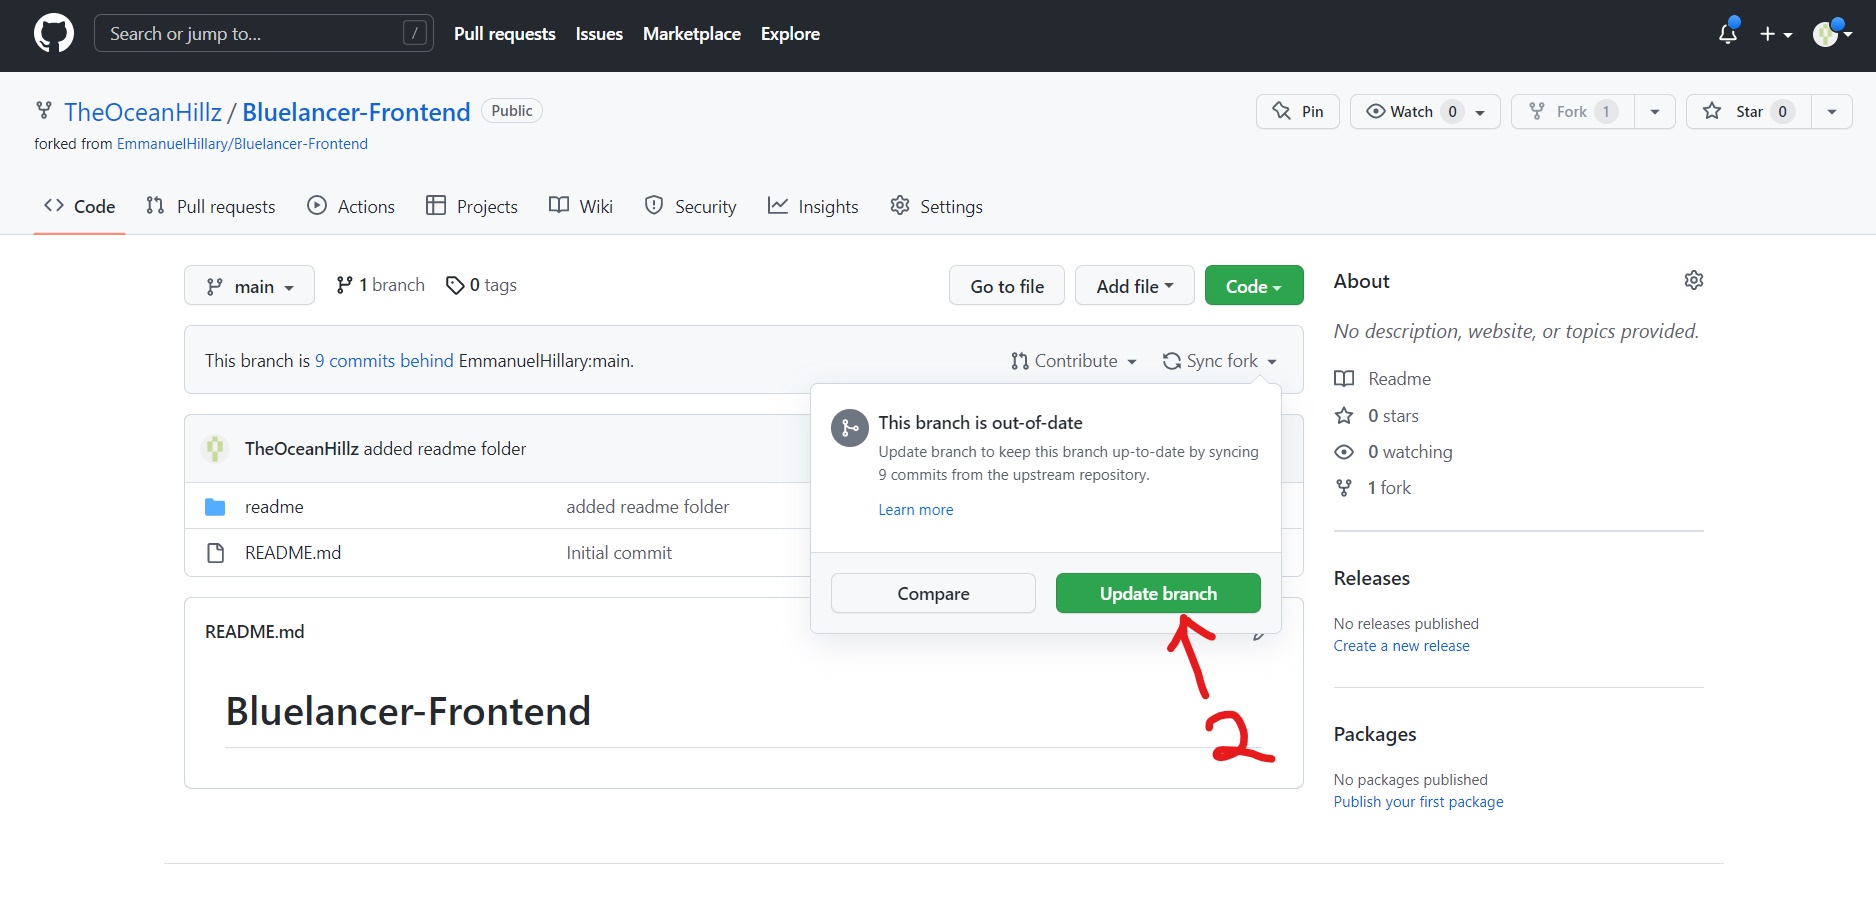 Search or jump to... /
Pull requests
Issues
Marketplace
Explore
TheOceanHillz / Bluelancer-Frontend Public
forked from EmmanuelHillary/Bluelancer-Frontend
Pin
Watch 0
Fork 1
Star 0
Code
Pull requests
Actions
Projects
Wiki
Security
Insights
Settings
main
1 branch
0 tags
Go to file
Add file
Code
This branch is 9 commits behind EmmanuelHillary:main.
Contribute
Sync fork
This branch is out-of-date
Update branch to keep this branch up-to-date by syncing
9 commits from the upstream repository.
Learn more
Compare
Update branch
2
TheOceanHillz added readme folder
readme added readme folder
README.md Initial commit
README.md
Bluelancer-Frontend
About
No description, website, or topics provided.
Readme
0 stars
0 watching
1 fork
Releases
No releases published
Create a new release
Packages
No packages published
Publish your first package